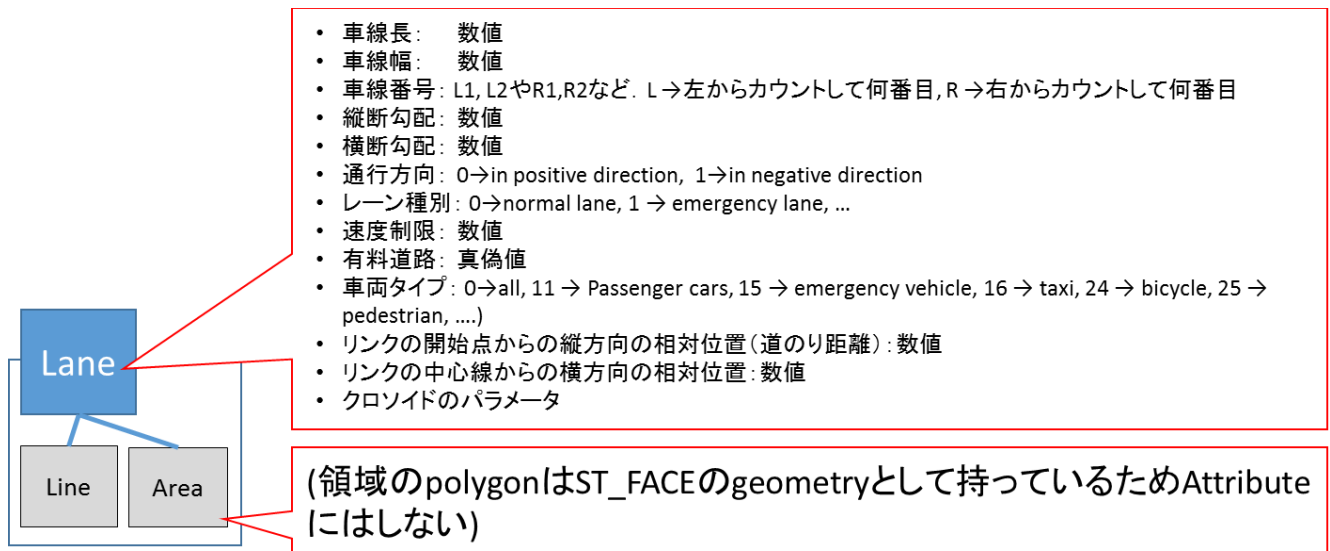 • 車線長： 数値
• 車線幅： 数値
• 車線番号： L1, L2やR1,R2など. L →左からカウントして何番目, R →右からカウントして何番目
• 縦断勾配： 数値
• 横断勾配： 数値
• 通行方向： 0→in positive direction, 1→in negative direction
• レーン種別： 0→normal lane, 1 → emergency lane, ...
• 速度制限： 数値
• 有料道路： 真偽値
• 車両タイプ： 0→all, 11 → Passenger cars, 15 → emergency vehicle, 16 → taxi, 24 → bicycle, 25 →
pedestrian, ....)
• リンクの開始点からの縦方向の相対位置（道のり距離）：数値
• リンクの中心線からの横方向の相対位置：数値
• クロソイドのパラメータ
Lane
Line
Area
(領域のpolygonはST_FACEのgeometryとして持っているためAttribute
にはしない)